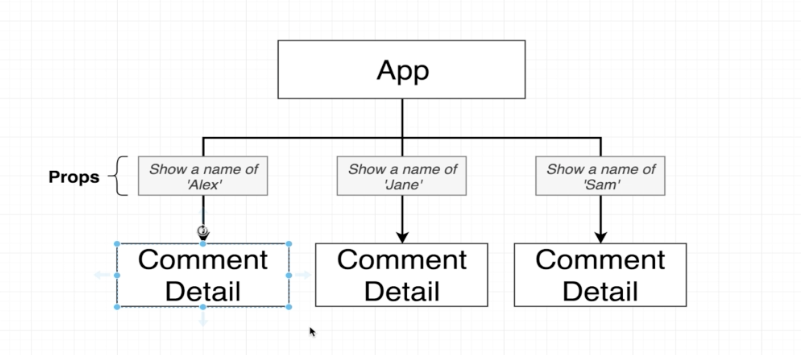 App
Props
Show a name of
'Alex'
Show a name of
'Jane'
Show a name of
'Sam'
Comment
Detail
Comment
Detail
Comment
Detail